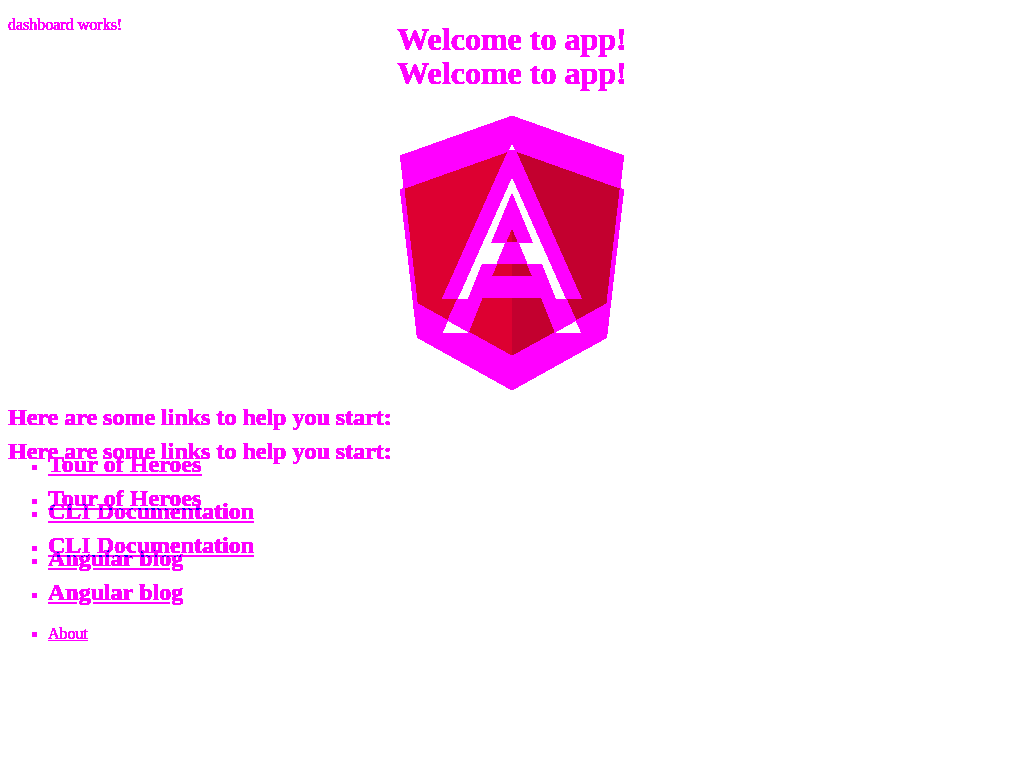 dashboard works!
Welcome to app!
Welcome to app!
Here are some links to help you start:
Here are some links to help you start:
Tour of Heroes
Tour of Heroes
CLI Documentation
CLI Documentation
Angular blog
Angular blog
About